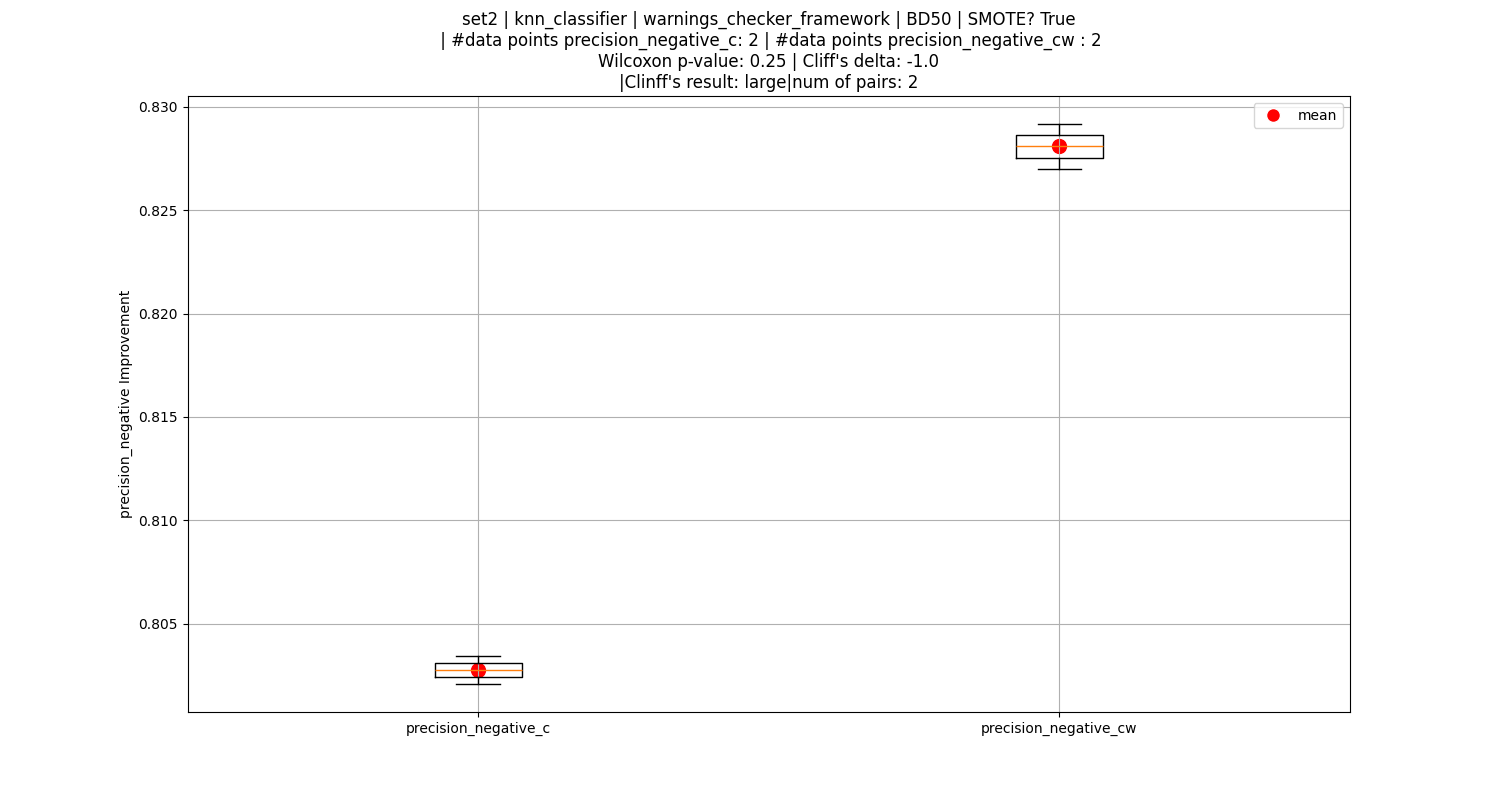 set2 | knn_classifier | warnings_checker_framework | BD50 | SMOTE? True
| #data points precision_negative_c: 2 | #data points precision_negative_cw : 2
Wilcoxon p-value: 0.25 | Cliff's delta: -1.0
|Clinff's result: large|num of pairs: 2
mean
0.830
0.825
0.820
0.815
0.810
0.805
precision_negative Improvement
precision_negative_c
precision_negative_cw